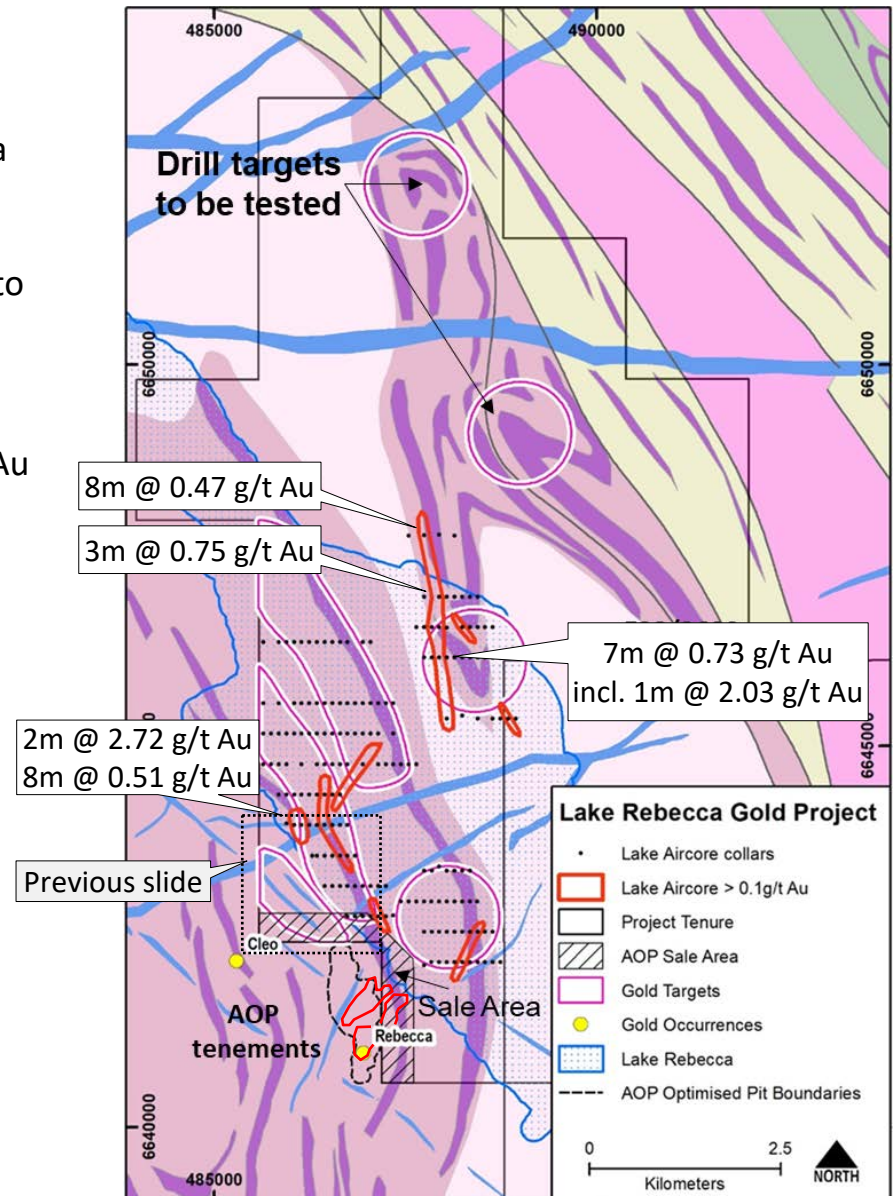 485000
490000
a
Drill targets
to be tested
to
6650000
6650000
Au
8m @ 0.47 g/t Au
3m @ 0.75 g/t Au
7m @ 0.73 g/t Au
incl. 1m @ 2.03 g/t Au
2m @ 2.72 g/t Au
8m @ 0.51 g/t Au
6645000
Previous slide
Cleo
AOP
tenements
Sale Area
Rebecca
Lake Rebecca Gold Project
Lake Aircore collars
Lake Aircore > 0.1g/t Au
Project Tenure
AOP Sale Area
Gold Targets
Gold Occurrences
Lake Rebecca
AOP Optimised Pit Boundaries
6640000
485000
0
2.5
Kilometers
NORTH